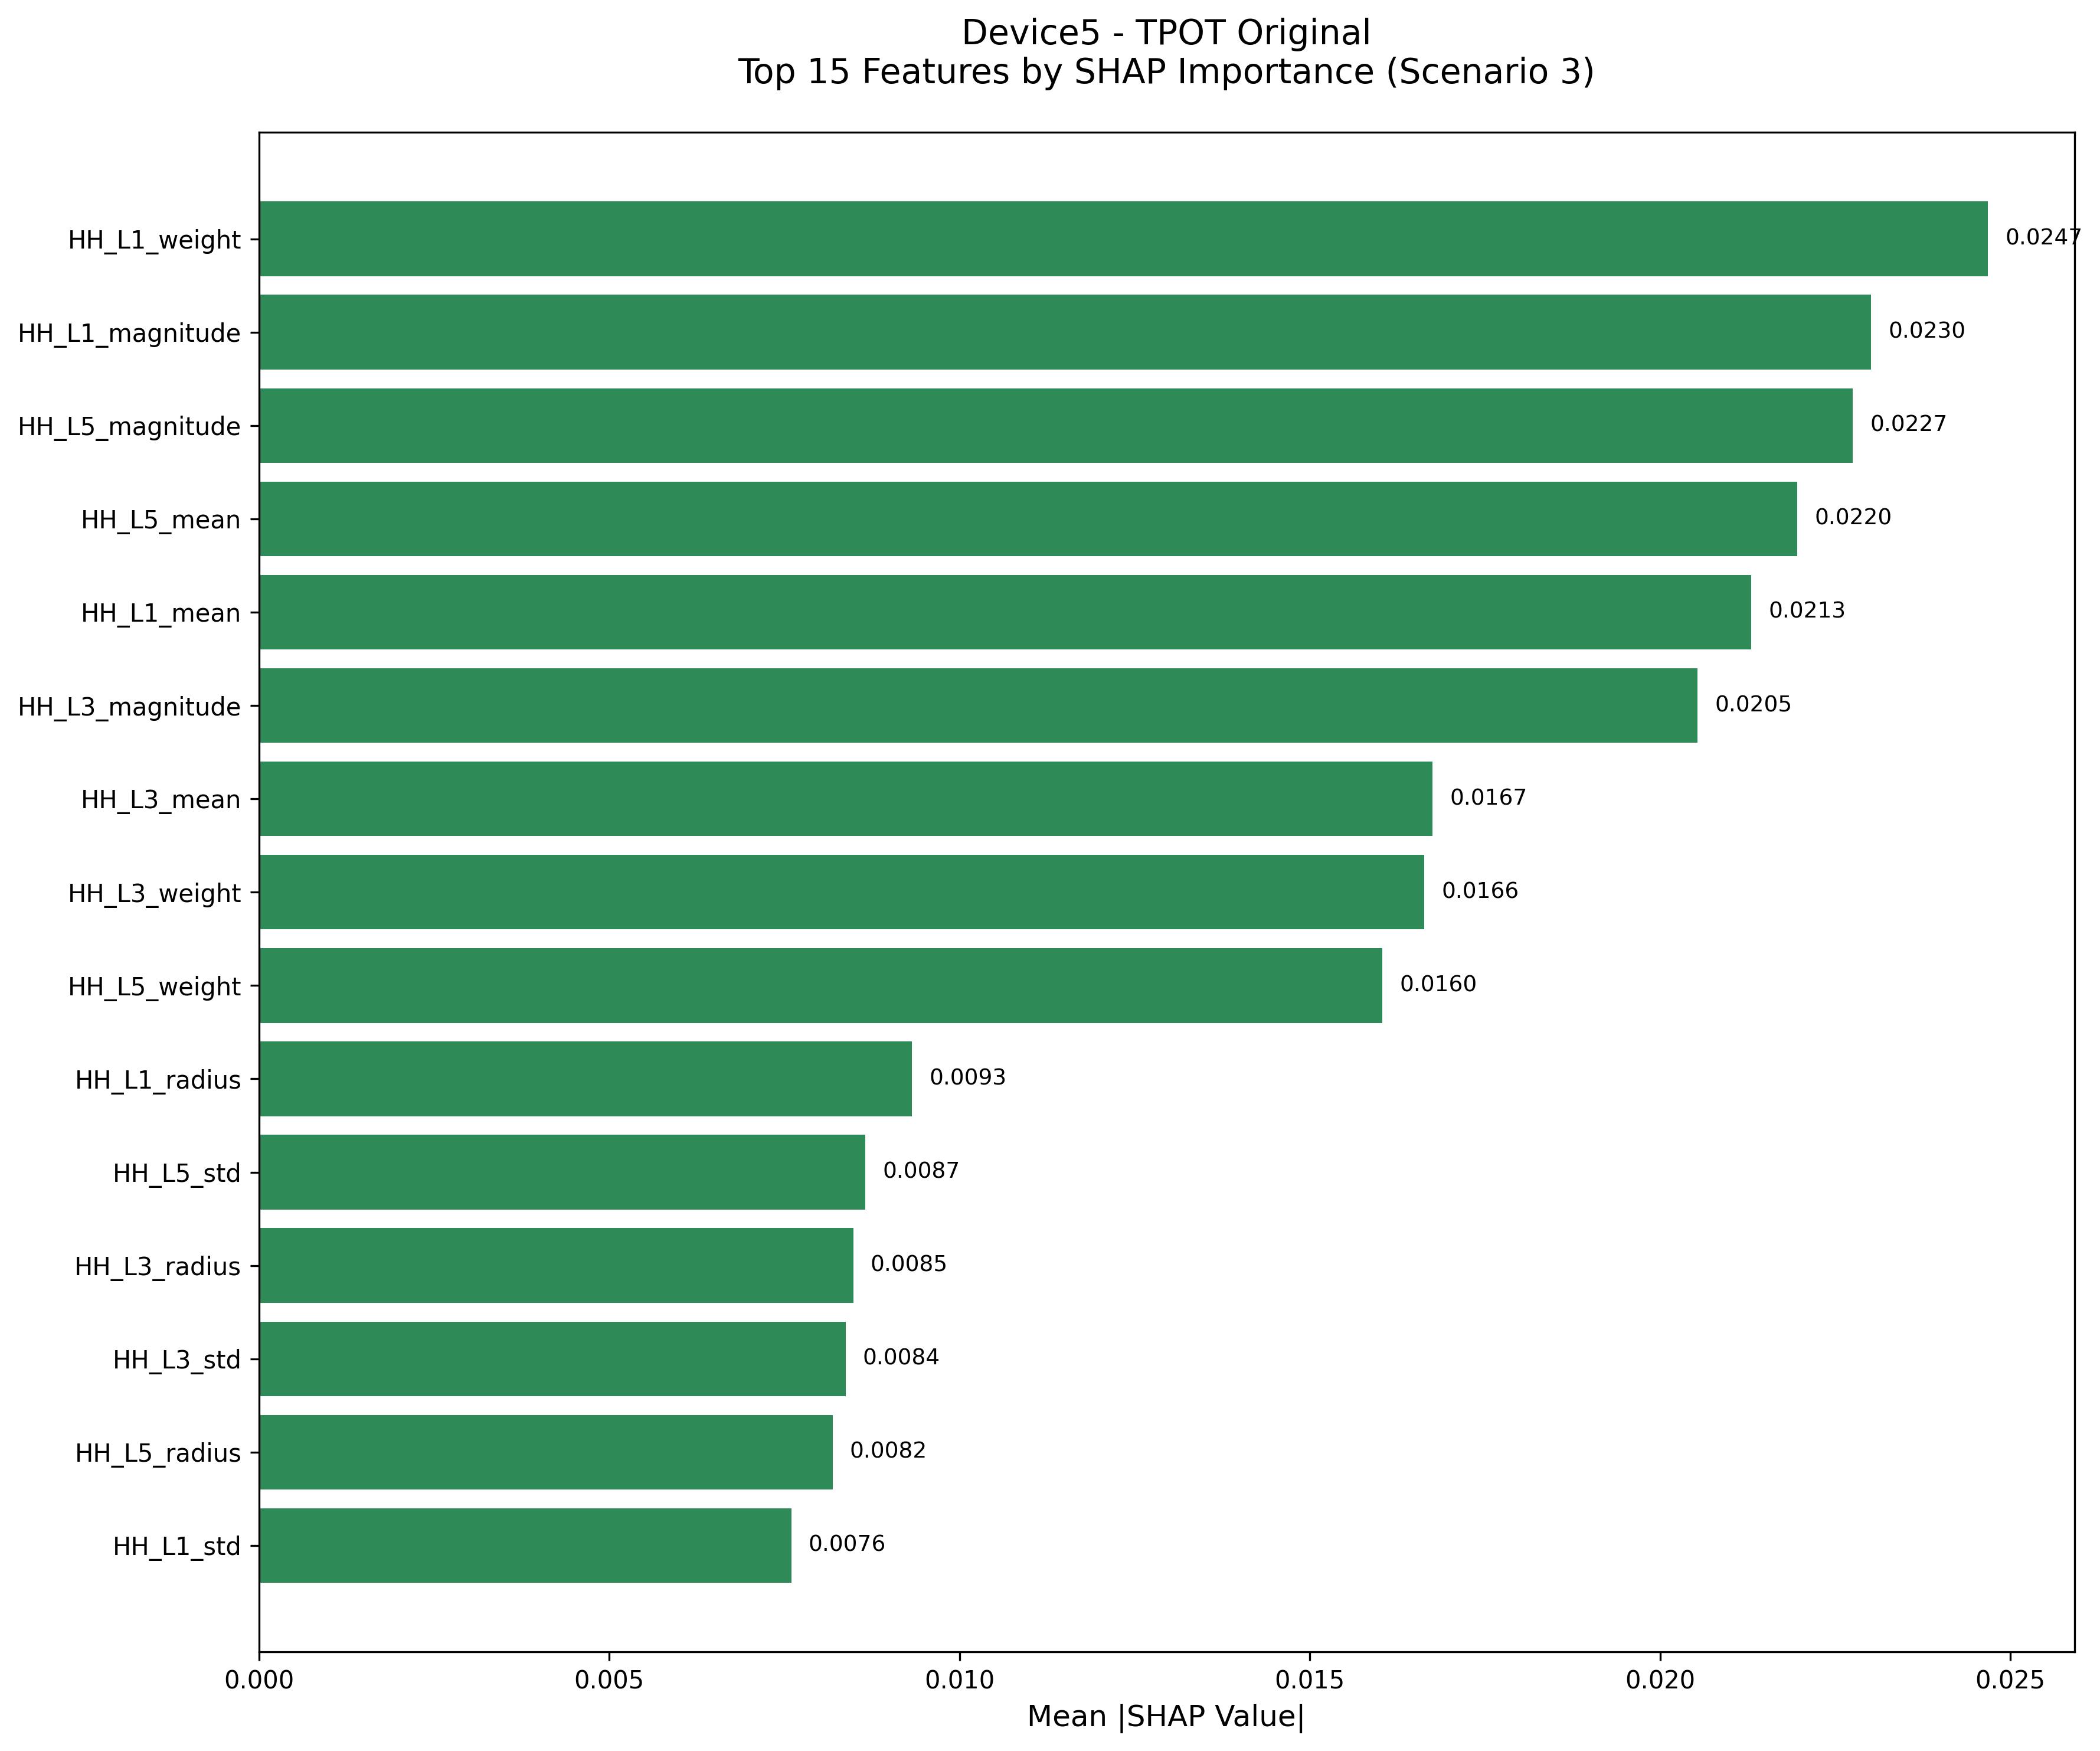 Device5 - TPOT Original
Top 15 Features by SHAP Importance (Scenario 3)
HH_L1_weight 0.0247
HH_L1_magnitude 0.0230
HH_L5_magnitude 0.0227
HH_L5_mean 0.0220
HH_L1_mean 0.0213
HH_L3_magnitude 0.0205
HH_L3_mean 0.0167
HH_L3_weight 0.0166
HH_L5_weight 0.0160
HH_L1_radius 0.0093
HH_L5_std 0.0087
HH_L3_radius 0.0085
HH_L3_std 0.0084
HH_L5_radius 0.0082
HH_L1_std 0.0076
0.000 0.005 0.010 0.015 0.020 0.025
Mean |SHAP Value|